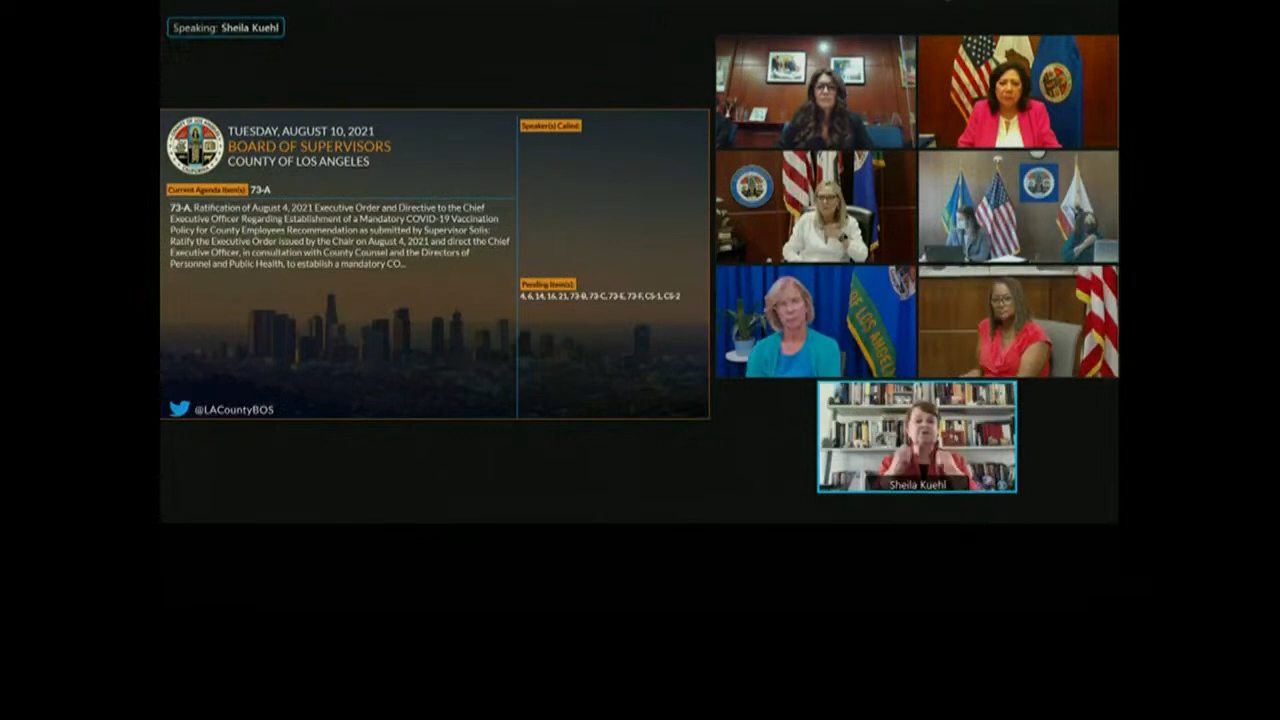 Speaking: Sheila Kuehl
TUESDAY, AUGUST 10, 2021
BOARD OF SUPERVISORS
COUNTY OF LOS ANGELES
Current Agenda Item(s): 73-A
73-A. Ratification of August 4, 2021 Executive Order and Directive to the Chief
Executive Officer Regarding Establishment of a Mandatory COVID-19 Vaccination
Policy for County Employees Recommendation as submitted by Supervisor Solis:
Ratify the Executive Order issued by the Chair on August 4, 2021 and direct the Chief
Executive Officer, in consultation with County Counsel and the Directors of
Personnel and Public Health, to establish a mandatory CO...
@LACountyBOS
Speaker(s) Called:
Pending Item(s):
4, 6, 14, 16, 21, 73-B, 73-C, 73-E, 73-F, CS-1, CS-2
OF LOS ANGEL
Sheila Kuehl